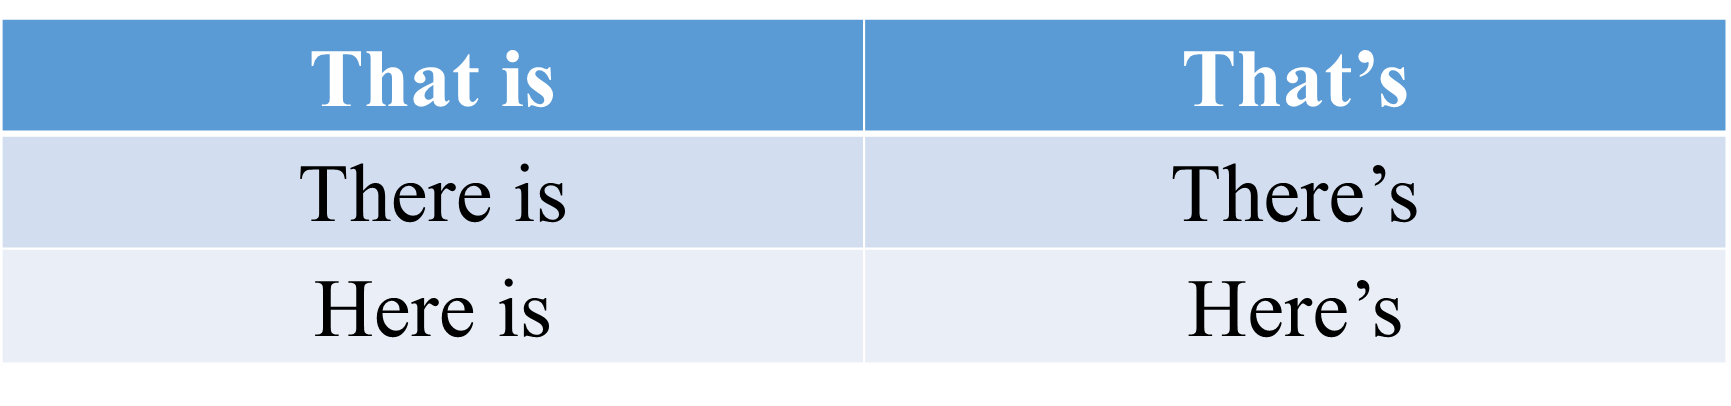 That is That’s
There is There’s
Here is Here’s